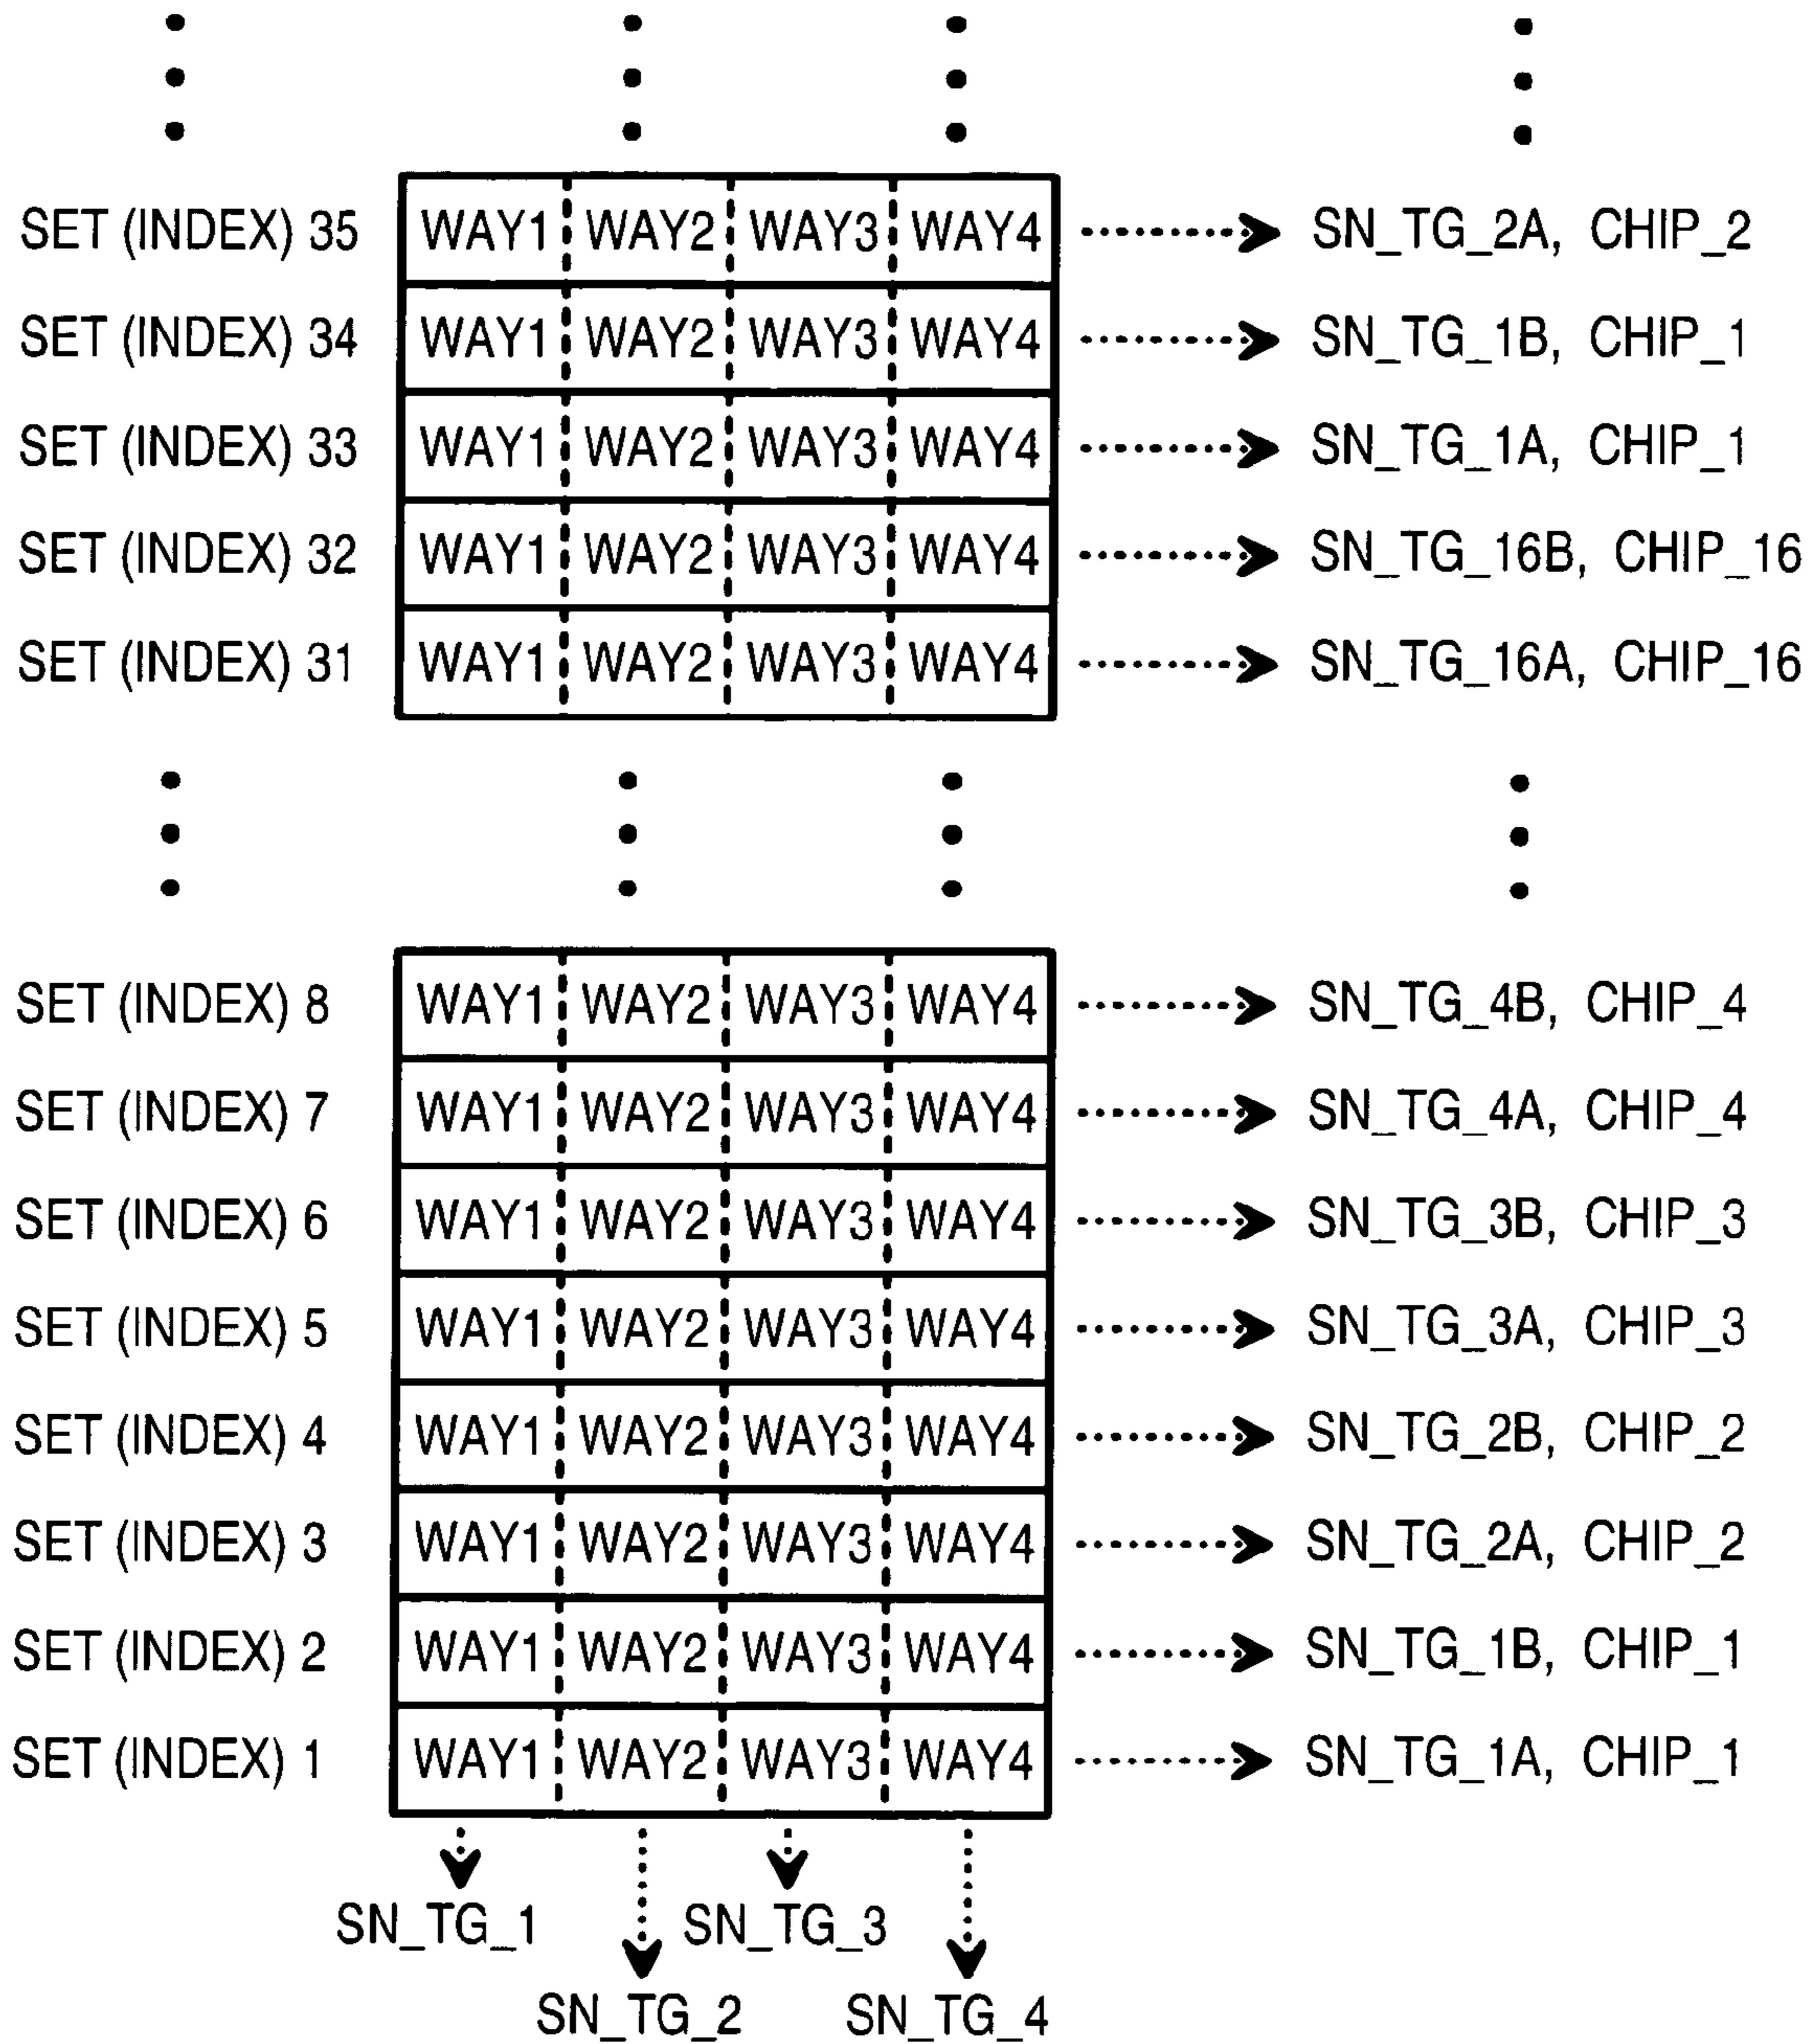 SET (INDEX) 35 WAY1 WAY2 WAY3 WAY4 SN_TG_2A, CHIP_2
SET (INDEX) 34 WAY1 WAY2 WAY3 WAY4 SN_TG_1B, CHIP_1
SET (INDEX) 33 WAY1 WAY2 WAY3 WAY4 SN_TG_1A, CHIP_1
SET (INDEX) 32 WAY1 WAY2 WAY3 WAY4 SN_TG_16B, CHIP_16
SET (INDEX) 31 WAY1 WAY2 WAY3 WAY4 SN_TG_16A, CHIP_16
SET (INDEX) 8 WAY1 WAY2 WAY3 WAY4 SN_TG_4B, CHIP_4
SET (INDEX) 7 WAY1 WAY2 WAY3 WAY4 SN_TG_4A, CHIP_4
SET (INDEX) 6 WAY1 WAY2 WAY3 WAY4 SN_TG_3B, CHIP_3
SET (INDEX) 5 WAY1 WAY2 WAY3 WAY4 SN_TG_3A, CHIP_3
SET (INDEX) 4 WAY1 WAY2 WAY3 WAY4 SN_TG_2B, CHIP_2
SET (INDEX) 3 WAY1 WAY2 WAY3 WAY4 SN_TG_2A, CHIP_2
SET (INDEX) 2 WAY1 WAY2 WAY3 WAY4 SN_TG_1B, CHIP_1
SET (INDEX) 1 WAY1 WAY2 WAY3 WAY4 SN_TG_1A, CHIP_1
SN_TG_1 SN_TG_3
SN_TG_2 SN_TG_4